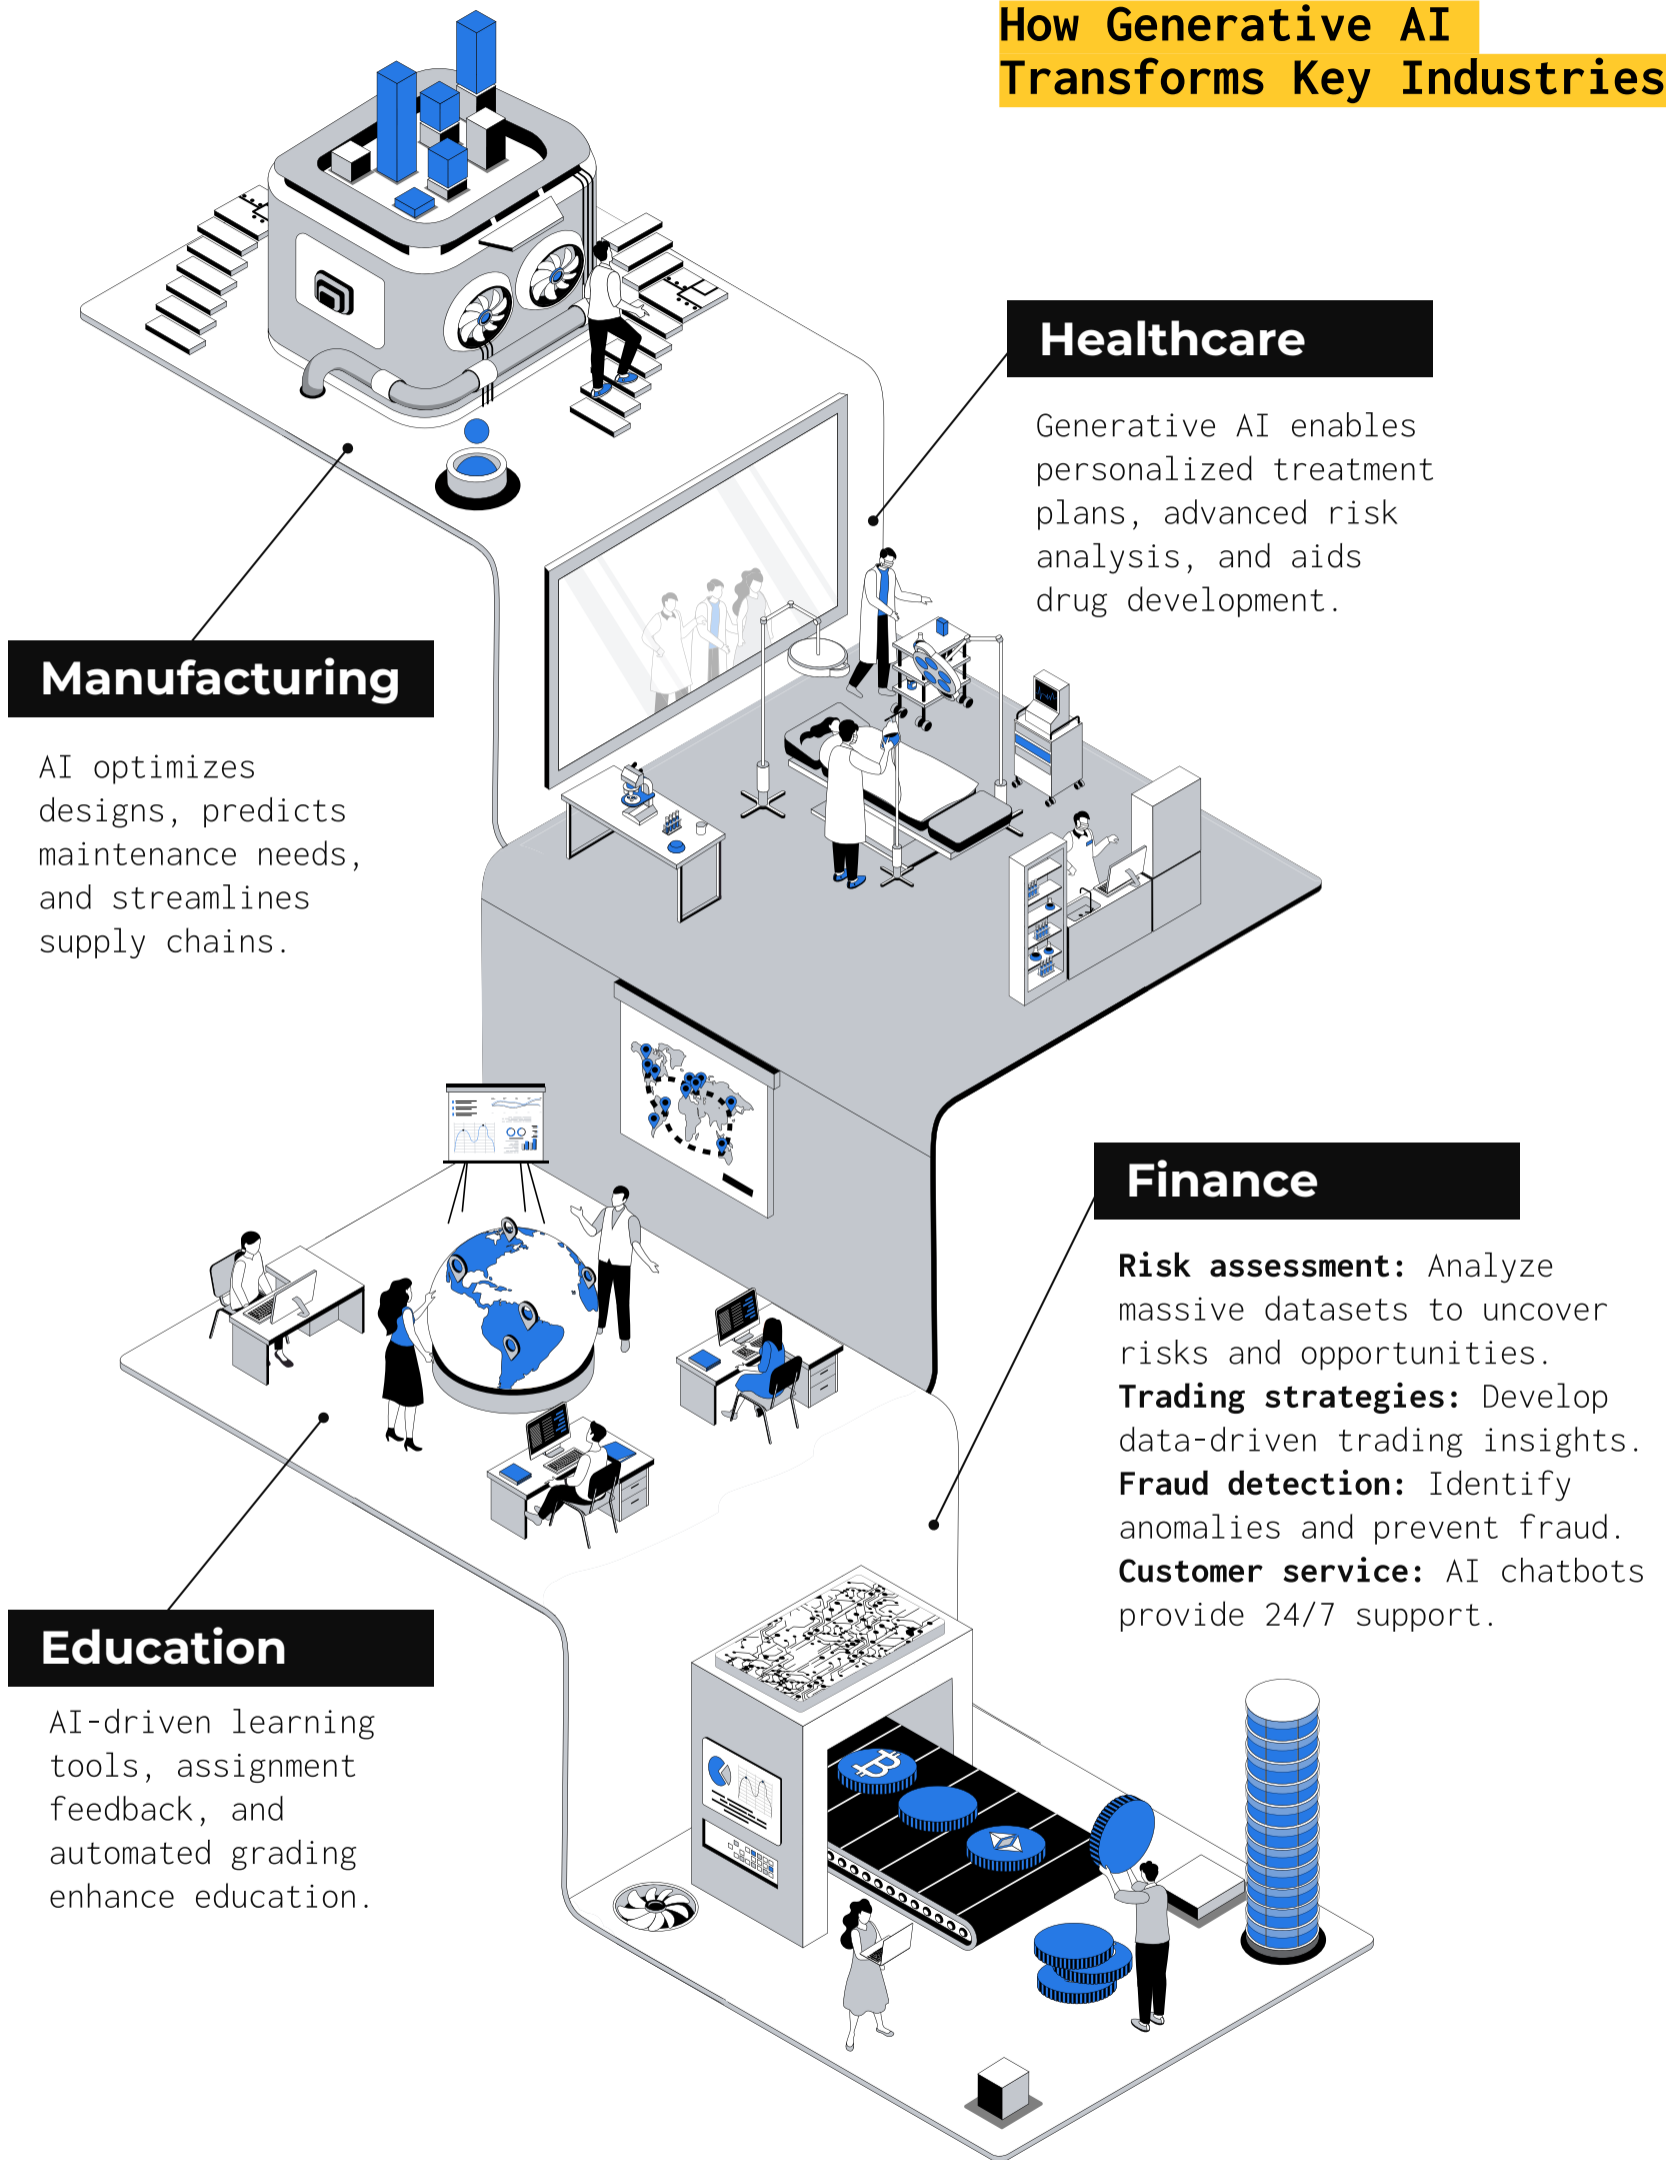 How Generative AI
Transforms Key Industries
Healthcare
Generative AI enables
personalized treatment
plans, advanced risk
analysis, and aids
drug development.
Manufacturing
AI optimizes
designs, predicts
maintenance needs,
and streamlines
supply chains.
Finance
Risk assessment: Analyze
massive datasets to uncover
risks and opportunities.
Trading strategies: Develop
data-driven trading insights.
Fraud detection: Identify
anomalies and prevent fraud.
Customer service: AI chatbots
provide 24/7 support.
Education
AI-driven learning
tools, assignment
feedback, and
automated grading
enhance education.